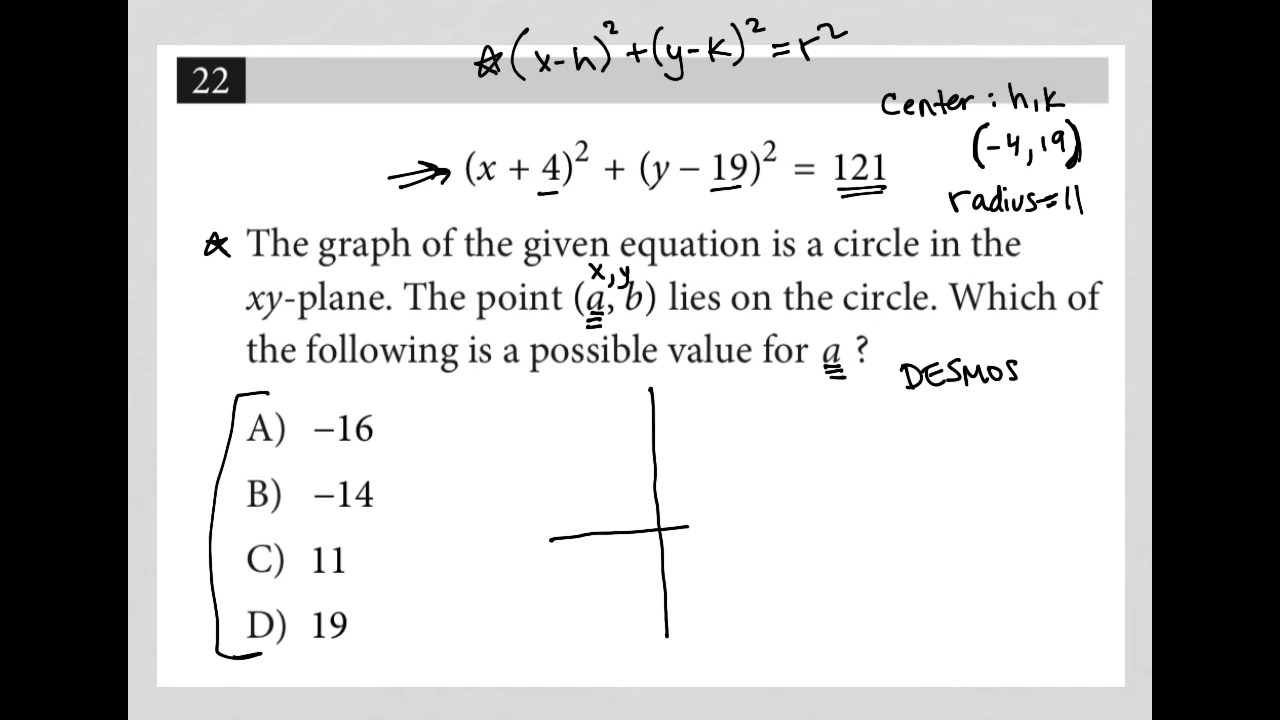 ☆ (x-h)² + (y-k)² = r²
22
Center: h,k
(-4,19)
(x + 4)² + (y − 19)² = 121
radius=11
☆ The graph of the given equation is a circle in the
x,y
xy-plane. The point (a, b) lies on the circle. Which of
the following is a possible value for a ?
DESMOS
A) −16
B) −14
C) 11
D) 19